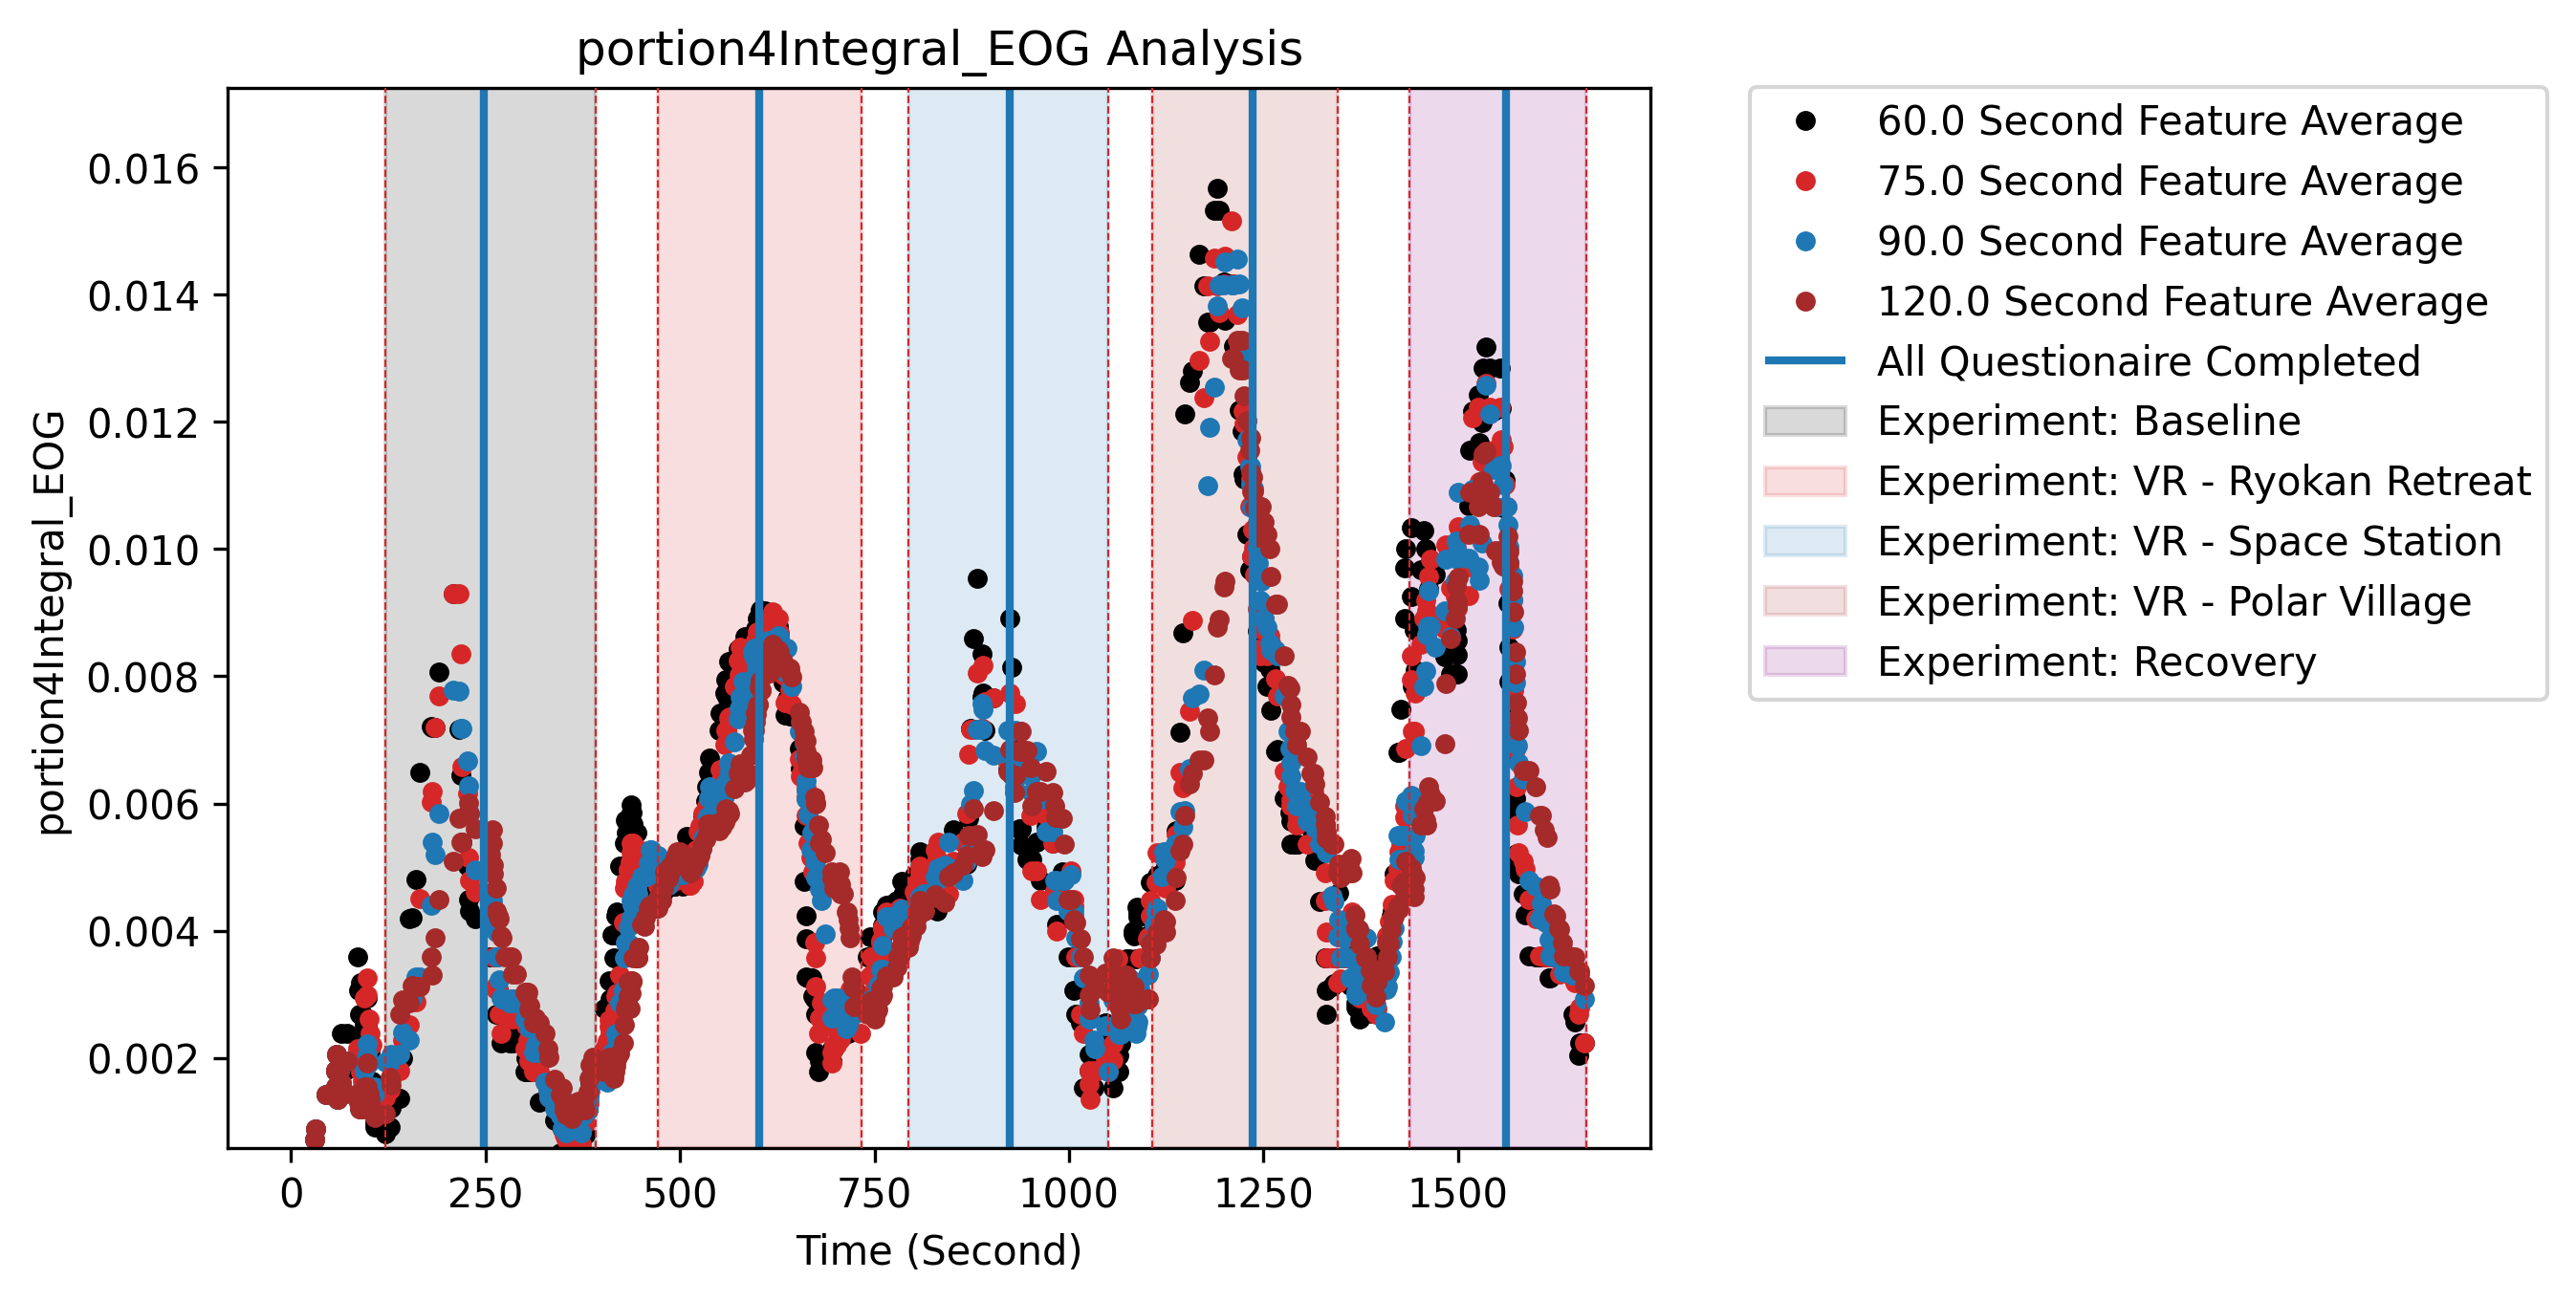 portion4Integral_EOG Analysis
portion4Integral_EOG
0.016
0.014
0.012
0.010
0.008
0.006
0.004
0.002
0 250 500 750 1000 1250 1500
Time (Second)
60.0 Second Feature Average
75.0 Second Feature Average
90.0 Second Feature Average
120.0 Second Feature Average
All Questionaire Completed
Experiment: Baseline
Experiment: VR - Ryokan Retreat
Experiment: VR - Space Station
Experiment: VR - Polar Village
Experiment: Recovery